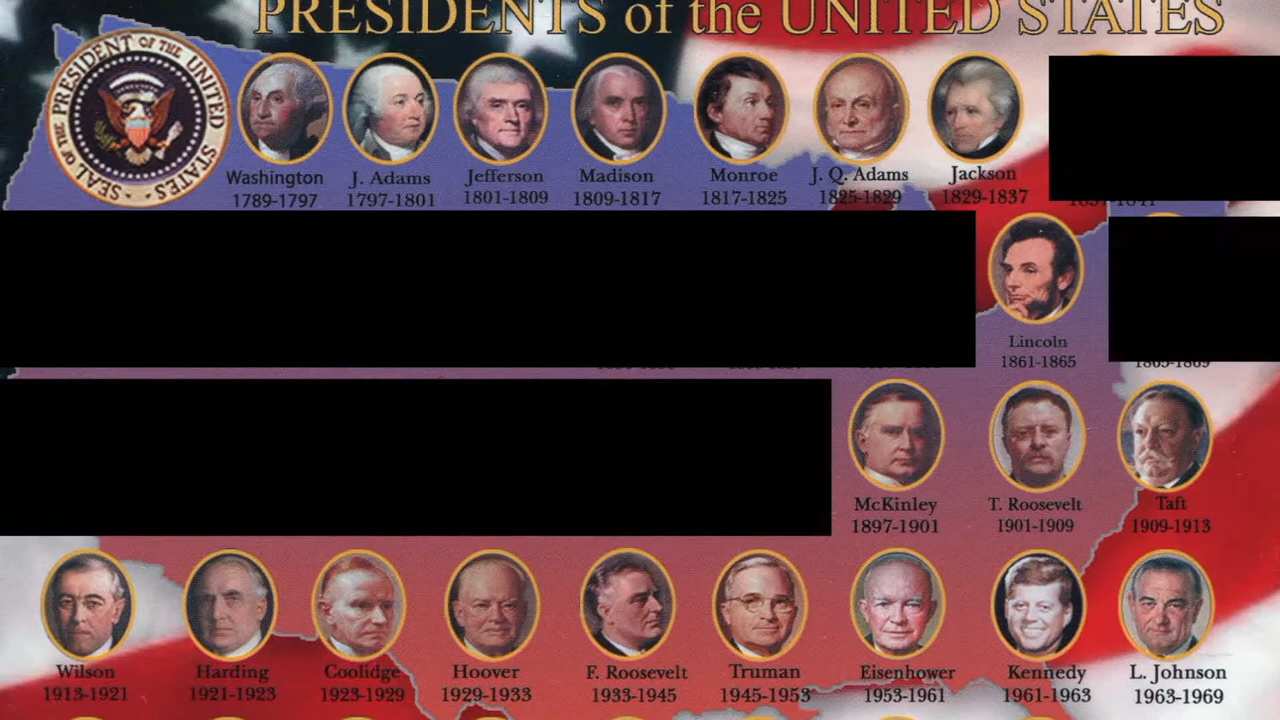 PRESIDENTS of the UNITED STATES
SEAL OF THE PRESIDENT OF THE UNITED STATES
Washington J. Adams Jefferson Madison Monroe J. Q. Adams Jackson
1789-1797 1797-1801 1801-1809 1809-1817 1817-1825 1825-1829 1829-1837
Lincoln
1861-1865
McKinley T. Roosevelt Taft
1897-1901 1901-1909 1909-1913
Wilson Harding Coolidge Hoover F. Roosevelt Truman Eisenhower Kennedy L. Johnson
1913-1921 1921-1923 1923-1929 1929-1933 1933-1945 1945-1953 1953-1961 1961-1963 1963-1969